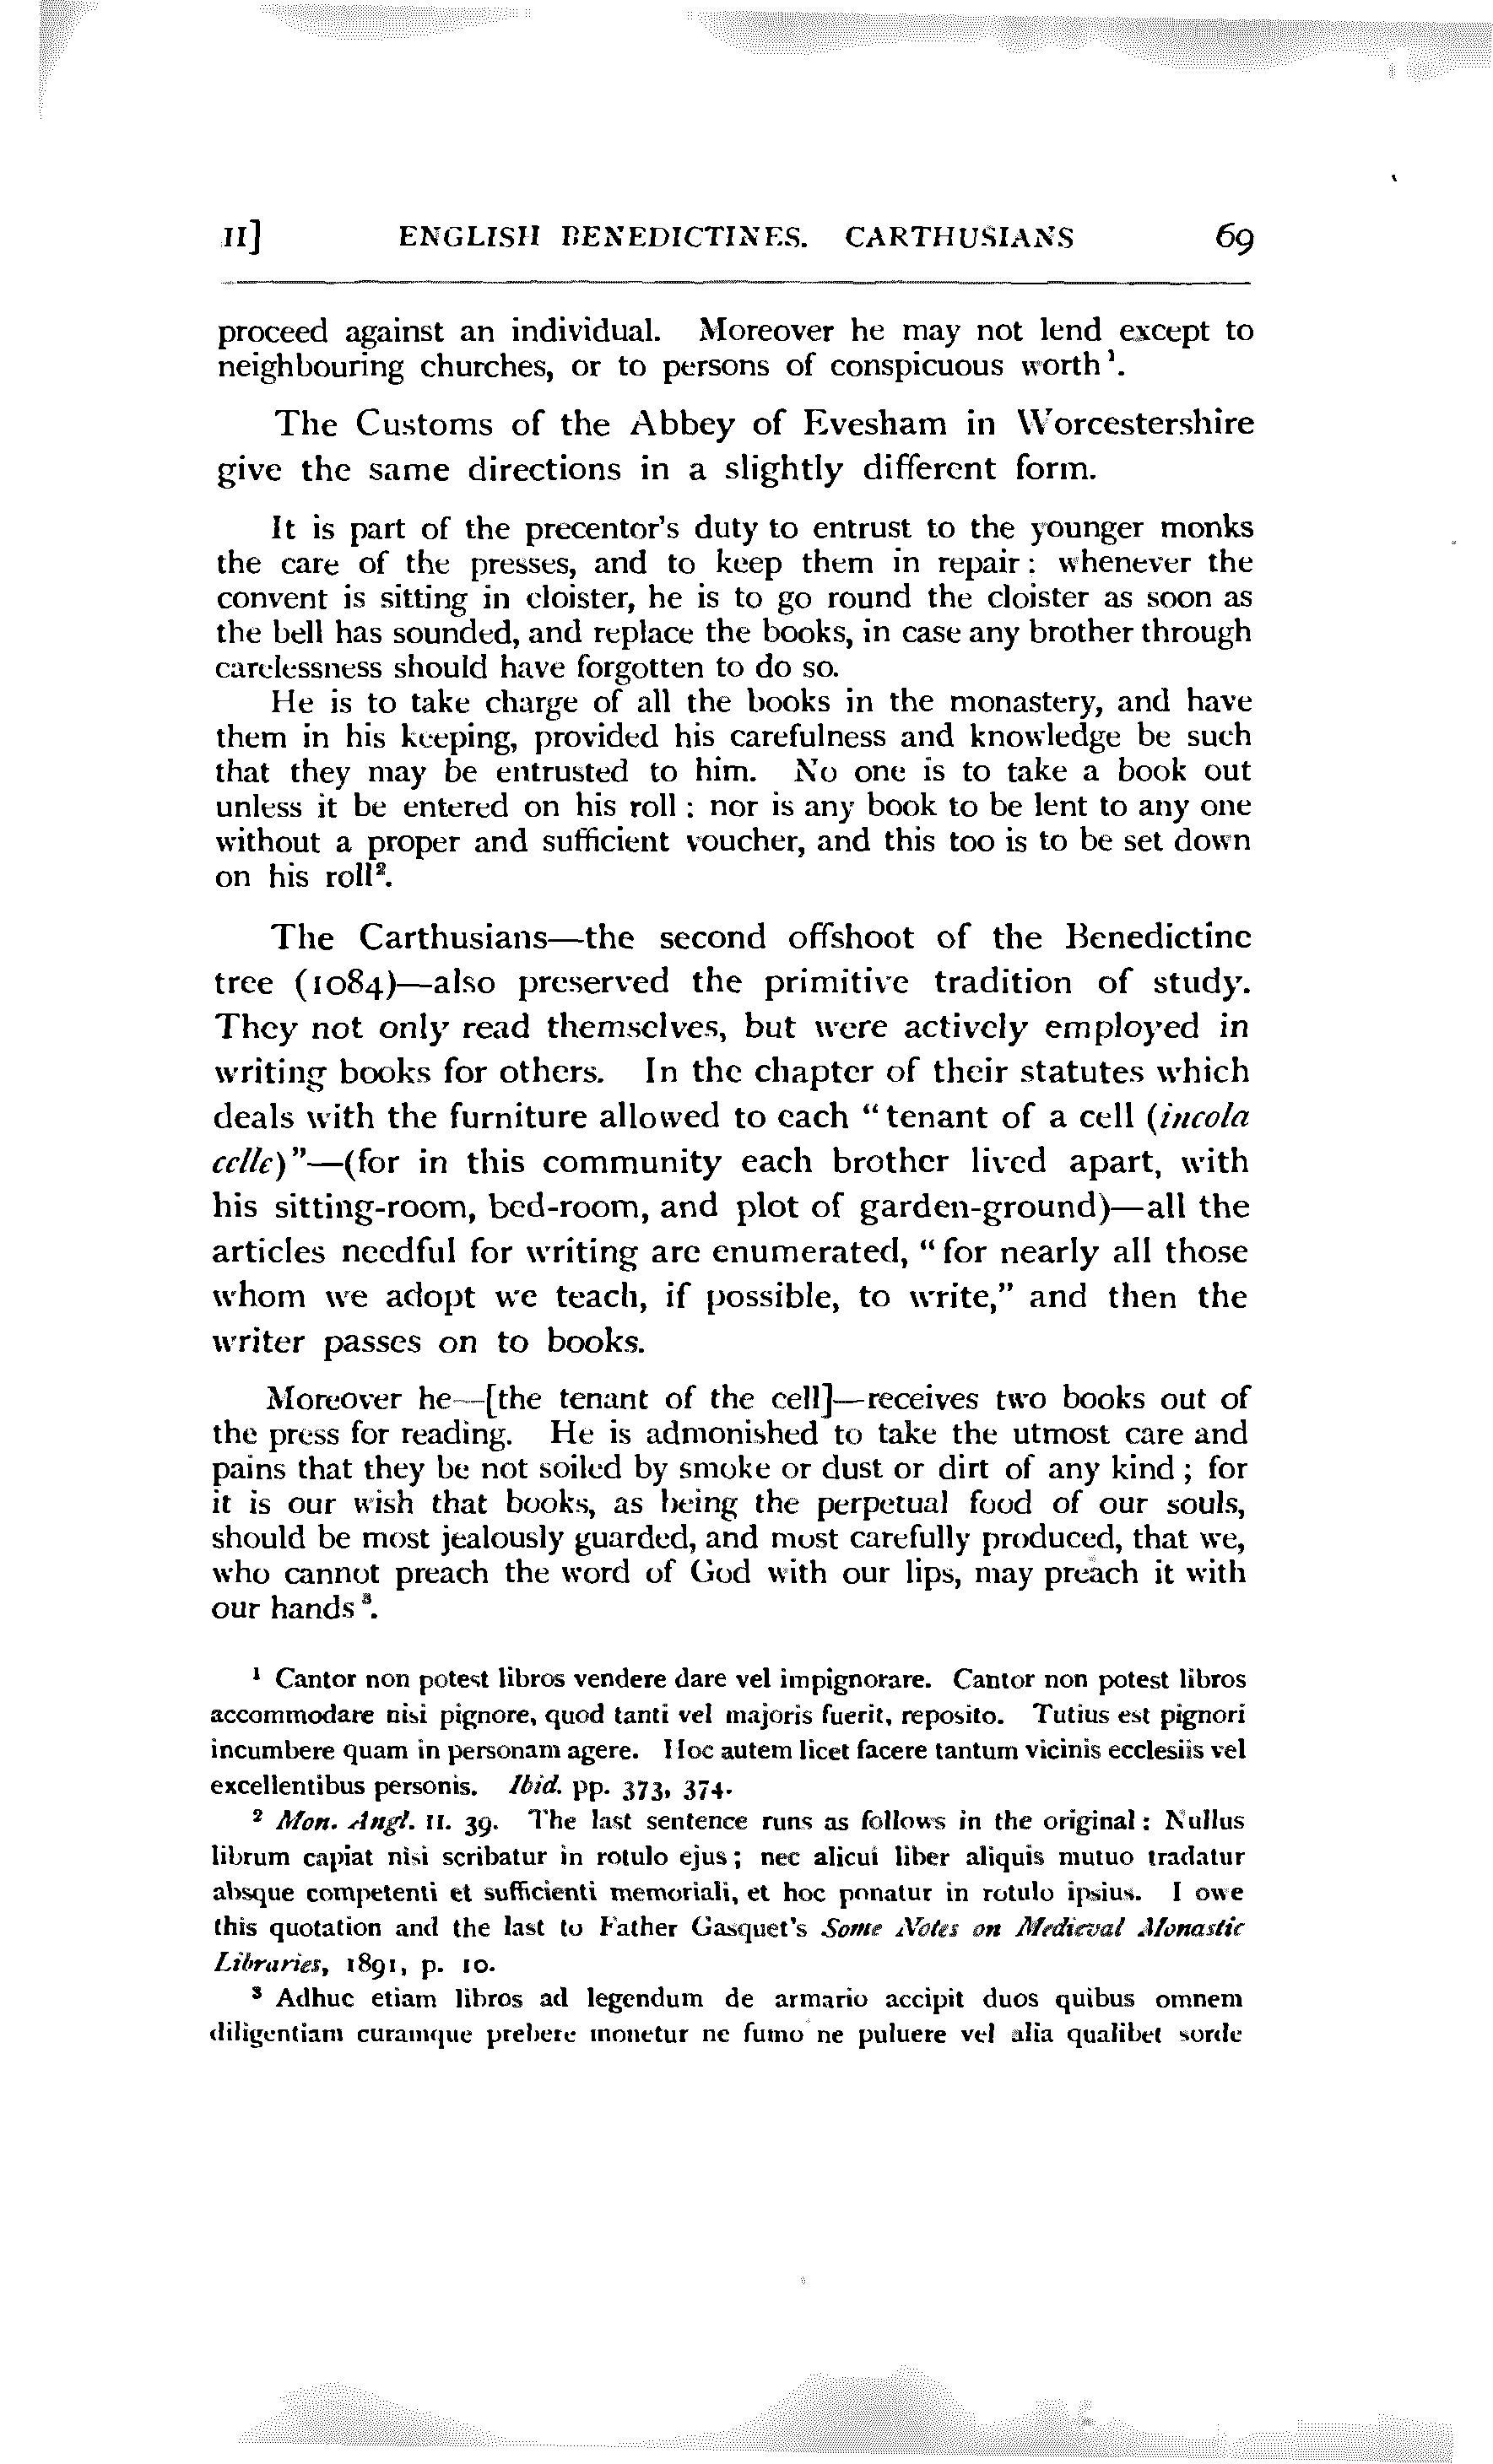 II] ENGLISH BENEDICTINES. CARTHUSIANS 69
proceed against an individual. Moreover he may not lend except to
neighbouring churches, or to persons of conspicuous worth¹.
The Customs of the Abbey of Evesham in Worcestershire
give the same directions in a slightly different form.
It is part of the precentor's duty to entrust to the younger monks
the care of the presses, and to keep them in repair: whenever the
convent is sitting in cloister, he is to go round the cloister as soon as
the bell has sounded, and replace the books, in case any brother through
carelessness should have forgotten to do so.
He is to take charge of all the books in the monastery, and have
them in his keeping, provided his carefulness and knowledge be such
that they may be entrusted to him. No one is to take a book out
unless it be entered on his roll: nor is any book to be lent to any one
without a proper and sufficient voucher, and this too is to be set down
on his roll².
The Carthusians—the second offshoot of the Benedictine
tree (1084)—also preserved the primitive tradition of study.
They not only read themselves, but were actively employed in
writing books for others. In the chapter of their statutes which
deals with the furniture allowed to each "tenant of a cell (incola
celle)"—(for in this community each brother lived apart, with
his sitting-room, bed-room, and plot of garden-ground)—all the
articles needful for writing are enumerated, "for nearly all those
whom we adopt we teach, if possible, to write," and then the
writer passes on to books.
Moreover he—[the tenant of the cell]—receives two books out of
the press for reading. He is admonished to take the utmost care and
pains that they be not soiled by smoke or dust or dirt of any kind; for
it is our wish that books, as being the perpetual food of our souls,
should be most jealously guarded, and most carefully produced, that we,
who cannot preach the word of God with our lips, may preach it with
our hands³.
¹ Cantor non potest libros vendere dare vel impignorare. Cantor non potest libros
accommodare nisi pignore, quod tanti vel majoris fuerit, reposito. Tutius est pignori
incumbere quam in personam agere. Hoc autem licet facere tantum vicinis ecclesiis vel
excellentibus personis. Ibid. pp. 373, 374.
² Mon. Angl. II. 39. The last sentence runs as follows in the original: Nullus
librum capiat nisi scribatur in rotulo ejus; nec alicui liber aliquis mutuo tradatur
absque competenti et sufficienti memoriali, et hoc ponatur in rotulo ipsius. I owe
this quotation and the last to Father Gasquet's Some Notes on Medieval Monastic
Libraries, 1891, p. 10.
³ Adhuc etiam libros ad legendum de armario accipit duos quibus omnem
diligentiam curamque prebere monetur ne fumo ne puluere vel alia qualibet sorde